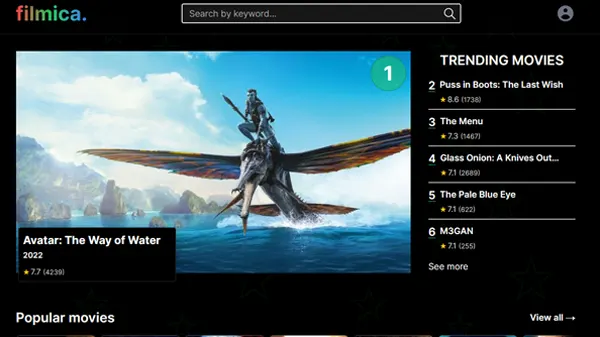 filmica.
Search by keyword...
1
Avatar: The Way of Water
2022
★ 7.7 (4239)
TRENDING MOVIES
2 Puss in Boots: The Last Wish
★ 8.6 (1738)
3 The Menu
★ 7.3 (1467)
4 Glass Onion: A Knives Out...
★ 7.1 (2689)
5 The Pale Blue Eye
★ 7.1 (622)
6 M3GAN
★ 7.1 (255)
See more
Popular movies
View all →